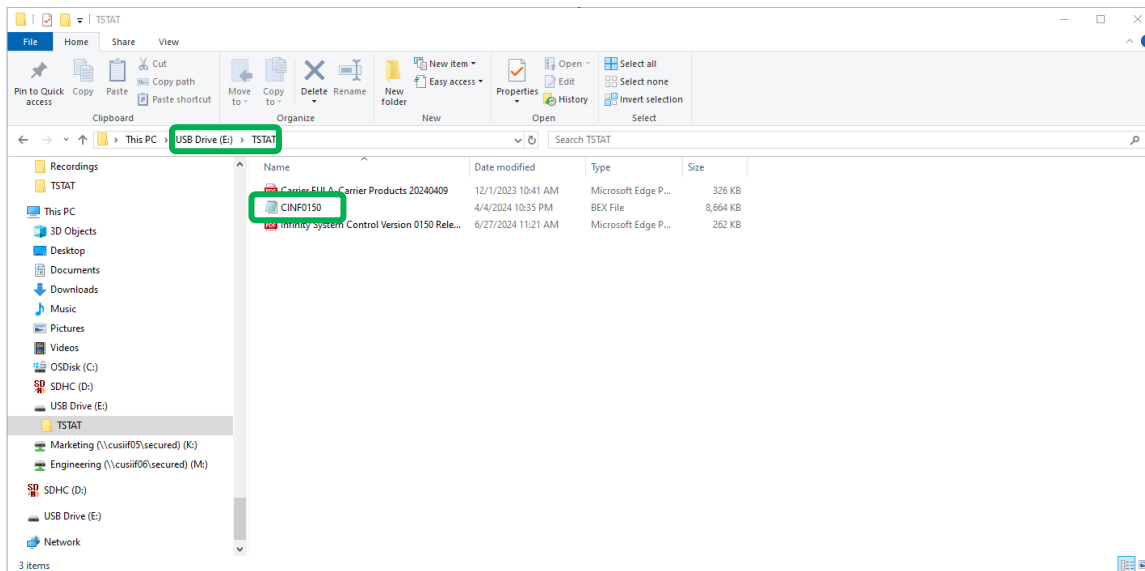 TSTAT
File Home Share View
Pin to Quick access
Copy
Paste
Cut
Copy path
Paste shortcut
Move to
Copy to
Delete
Rename
New folder
New item
Easy access
Properties
Open
Edit
History
Select all
Select none
Invert selection
Clipboard Organize New Open Select
This PC > USB Drive (E:) > TSTAT
Search TSTAT
Name Date modified Type Size
Carrier EULA-Carrier Products 20240409 12/1/2023 10:41 AM Microsoft Edge P... 326 KB
CINF0150 4/4/2024 10:35 PM BEX File 8,664 KB
Infinity System Control Version 0150 Rele... 6/27/2024 11:21 AM Microsoft Edge P... 262 KB
Recordings
TSTAT
This PC
3D Objects
Desktop
Documents
Downloads
Music
Pictures
Videos
OSDisk (C:)
SDHC (D:)
USB Drive (E:)
TSTAT
Marketing (\\cusiif05\secured) (K:)
Engineering (\\cusiif06\secured) (M:)
SDHC (D:)
USB Drive (E:)
Network
3 items